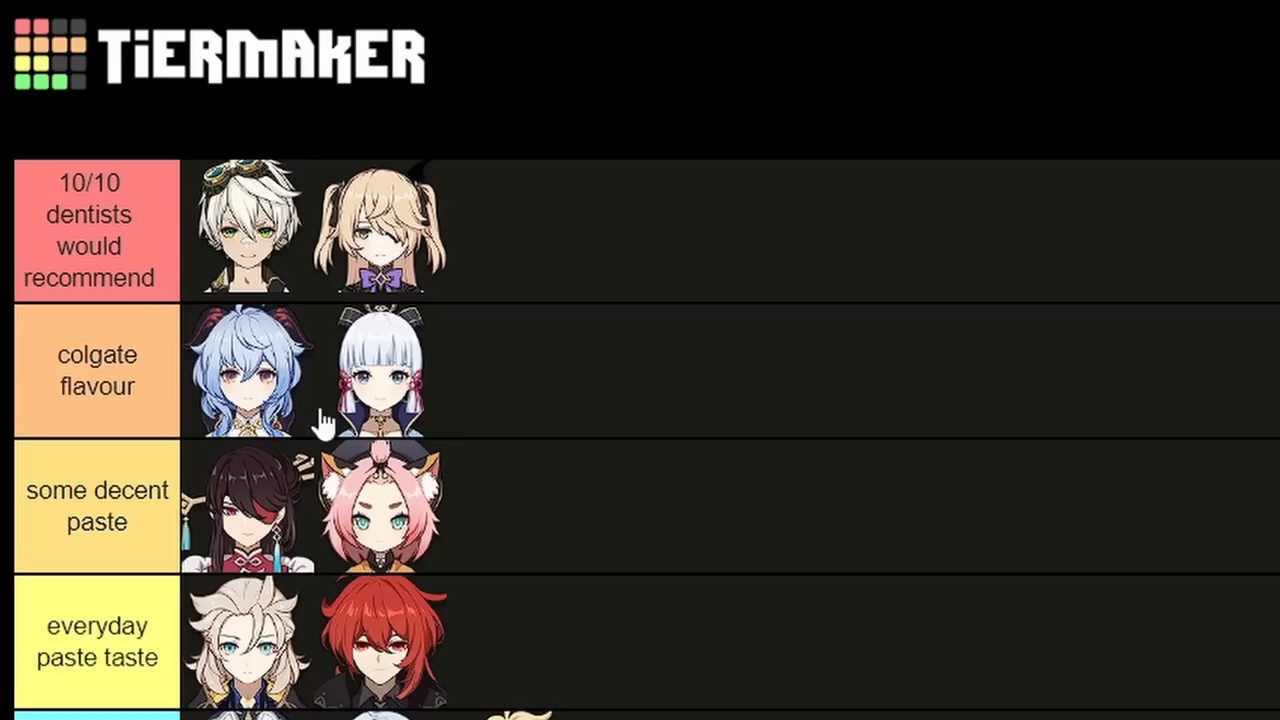 TiERMAKER
10/10
dentists
would
recommend
colgate
flavour
some decent
paste
everyday
paste taste